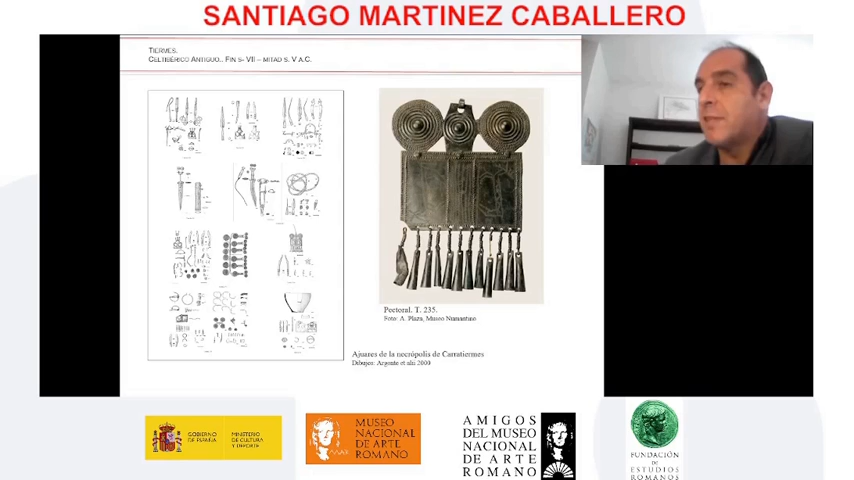 SANTIAGO MARTINEZ CABALLERO
TIERMES.
CELTIBÉRICO ANTIGUO.. FIN S- VII – MITAD S. V A.C.
Pectoral. T. 235.
Foto: A. Plaza, Museo Numantino
Ajuares de la necrópolis de Carratiermes
Dibujos: Argente et alii 2000
GOBIERNO
DE ESPAÑA
MINISTERIO
DE CULTURA
Y DEPORTE
MUSEO
NACIONAL
DE ARTE
ROMANO
AMIGOS
DEL MUSEO
NACIONAL
DE ARTE
ROMANO
FUNDACIÓN
DE
ESTUDIOS
ROMANOS